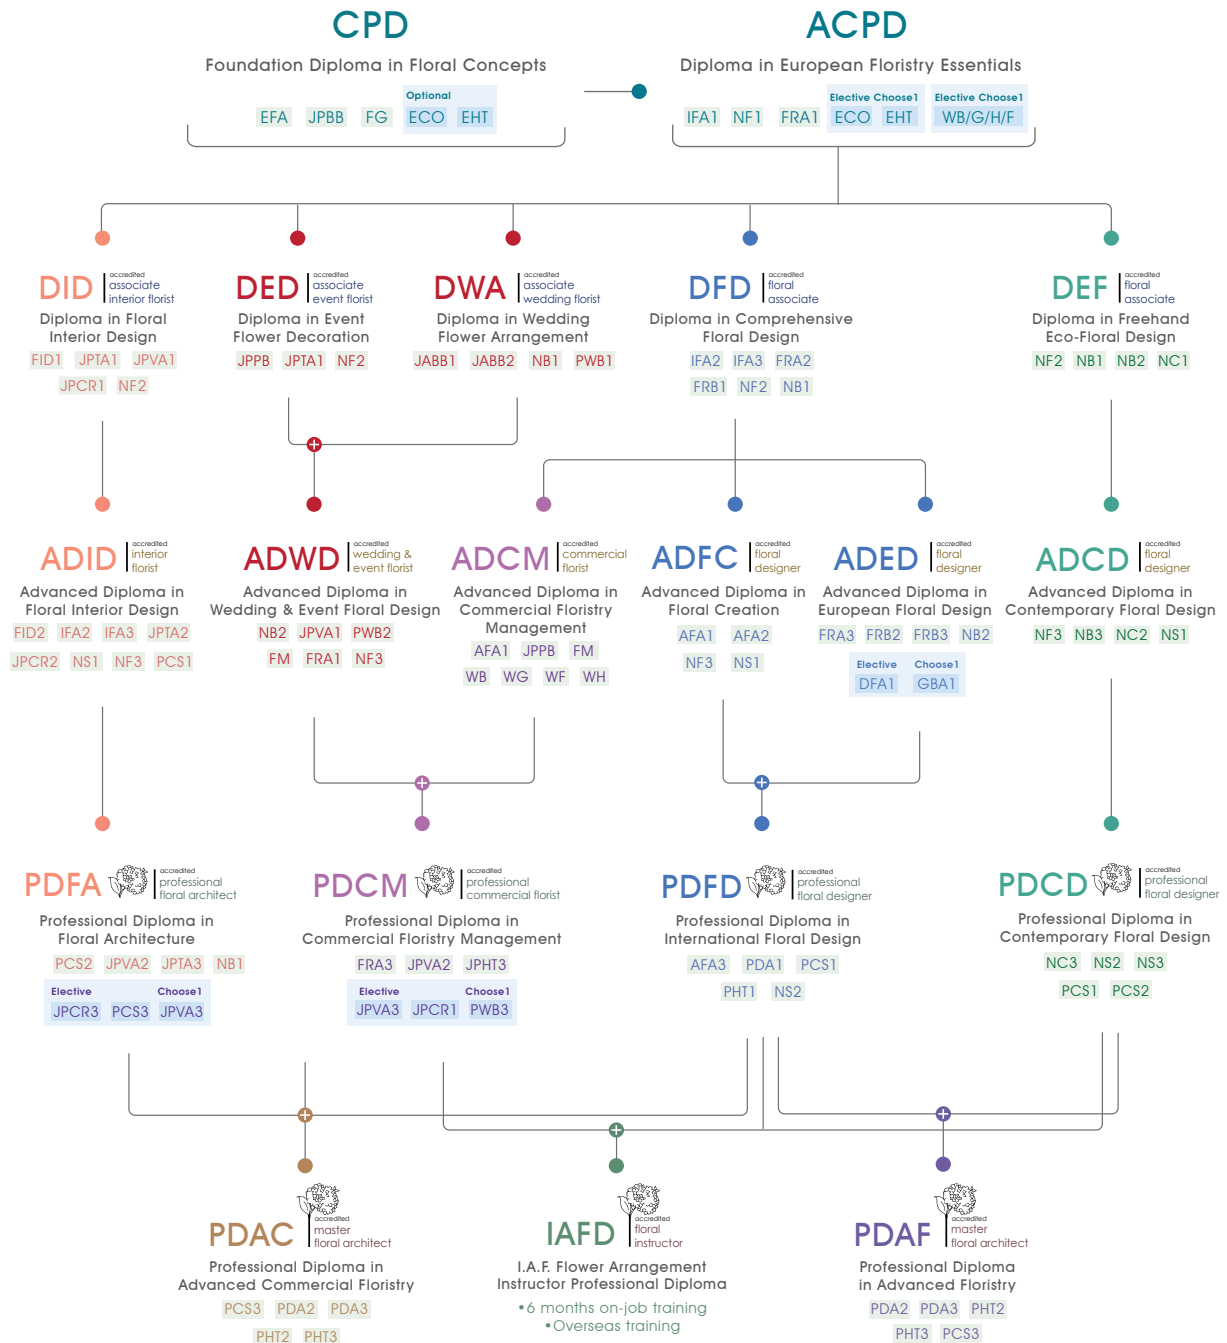 CPD
Foundation Diploma in Floral Concepts
Optional
EFA JPBB FG ECO EHT
ACPD
Diploma in European Floristry Essentials
Elective Choose1 Elective Choose1
IFA1 NF1 FRA1 ECO EHT WB/G/H/F
DID
accredited
associate
interior florist
Diploma in Floral
Interior Design
FID1 JPTA1 JPVA1
JPCR1 NF2
DED
accredited
associate
event florist
Diploma in Event
Flower Decoration
JPPB JPTA1 NF2
DWA
accredited
associate
wedding florist
Diploma in Wedding
Flower Arrangement
JABB1 JABB2 NB1 PWB1
DFD
accredited
floral
associate
Diploma in Comprehensive
Floral Design
IFA2 IFA3 FRA2
FRB1 NF2 NB1
DEF
accredited
floral
associate
Diploma in Freehand
Eco-Floral Design
NF2 NB1 NB2 NC1
+
ADID
accredited
interior
florist
Advanced Diploma in
Floral Interior Design
FID2 IFA2 IFA3 JPTA2
JPCR2 NS1 NF3 PCS1
ADWD
accredited
wedding &
event florist
Advanced Diploma in
Wedding & Event Floral Design
NB2 JPVA1 PWB2
FM FRA1 NF3
ADCM
accredited
commercial
florist
Advanced Diploma in
Commercial Floristry
Management
AFA1 JPPB FM
WB WG WF WH
ADFC
accredited
floral
designer
Advanced Diploma in
Floral Creation
AFA1 AFA2
NF3 NS1
ADED
accredited
floral
designer
Advanced Diploma in
European Floral Design
FRA3 FRB2 FRB3 NB2
Elective Choose1
DFA1 GBA1
ADCD
accredited
floral
designer
Advanced Diploma in
Contemporary Floral Design
NF3 NB3 NC2 NS1
+
+
PDFA
accredited
professional
floral architect
Professional Diploma in
Floral Architecture
PCS2 JPVA2 JPTA3 NB1
Elective Choose1
JPCR3 PCS3 JPVA3
PDCM
accredited
professional
commercial florist
Professional Diploma in
Commercial Floristry Management
FRA3 JPVA2 JPHT3
Elective Choose1
JPVA3 JPCR1 PWB3
PDFD
accredited
professional
floral designer
Professional Diploma in
International Floral Design
AFA3 PDA1 PCS1
PHT1 NS2
PDCD
accredited
professional
floral designer
Professional Diploma in
Contemporary Floral Design
NC3 NS2 NS3
PCS1 PCS2
+
+
+
PDAC
accredited
master
floral architect
Professional Diploma in
Advanced Commercial Floristry
PCS3 PDA2 PDA3
PHT2 PHT3
IAFD
accredited
floral
instructor
I.A.F. Flower Arrangement
Instructor Professional Diploma
•6 months on-job training
•Overseas training
PDAF
accredited
master
floral architect
Professional Diploma
in Advanced Floristry
PDA2 PDA3 PHT2
PHT3 PCS3